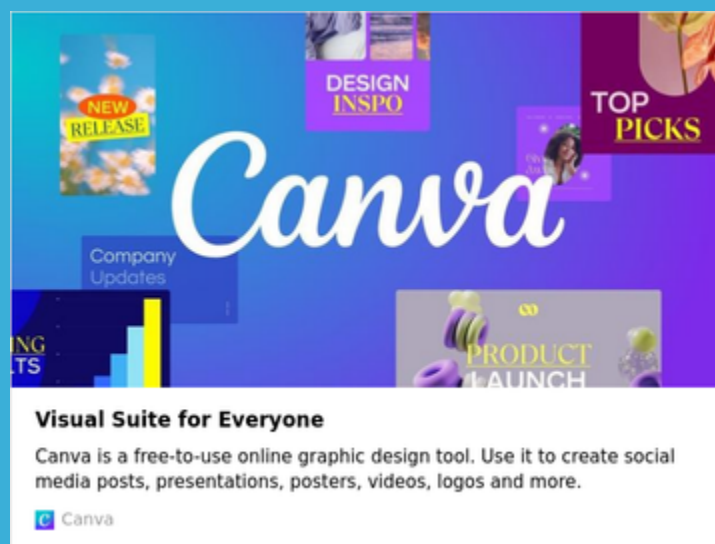 NEW
RELEASE
DESIGN
INSPO
TOP
PICKS
Canva
Company
Updates
ING
LTS
PRODUCT
LAUNCH
Visual Suite for Everyone
Canva is a free-to-use online graphic design tool. Use it to create social
media posts, presentations, posters, videos, logos and more.
Canva